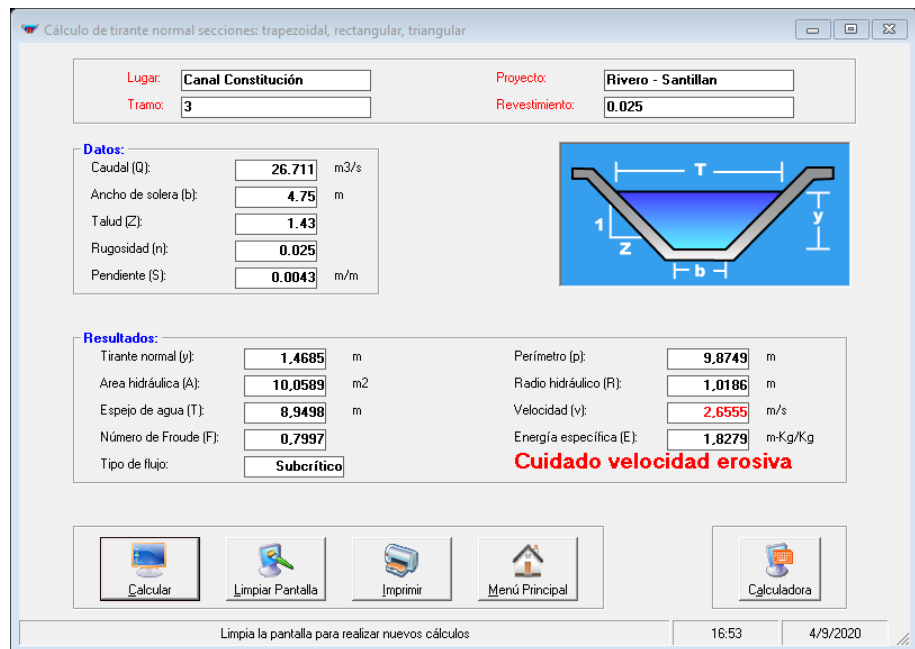 Cálculo de tirante normal secciones: trapezoidal, rectangular, triangular
Lugar: Canal Constitución Proyecto: Rivero - Santillan
Tramo: 3 Revestimiento: 0.025
Datos:
Caudal (Q): 26.711 m3/s
Ancho de solera (b): 4.75 m
Talud (Z): 1.43
Rugosidad (n): 0.025
Pendiente (S): 0.0043 m/m
T
y
1
Z
b
Resultados:
Tirante normal (y): 1,4685 m Perímetro (p): 9,8749 m
Area hidráulica (A): 10,0589 m2 Radio hidráulico (R): 1,0186 m
Espejo de agua (T): 8,9498 m Velocidad (v): 2,6555 m/s
Número de Froude (F): 0,7997 Energía específica (E): 1,8279 m-Kg/Kg
Tipo de flujo: Subcrítico Cuidado velocidad erosiva
Calcular Limpiar Pantalla Imprimir Menú Principal Calculadora
Limpia la pantalla para realizar nuevos cálculos 16:53 4/9/2020